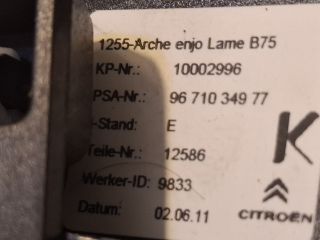 1255-Arche enjo Lame B75
KP-Nr.: 10002996
PSA-Nr.: 96 710 349 77
-Stand: E
Teile-Nr.: 12586
K
Werker-ID: 9833
Datum: 02.06.11
CITROËN